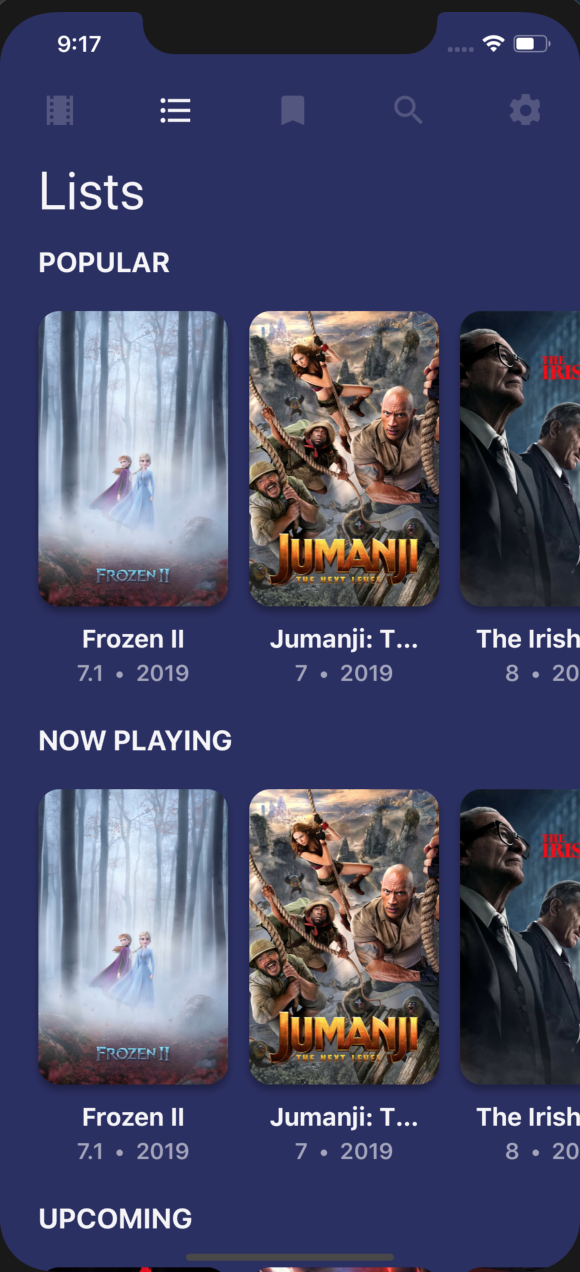 9:17
Lists
POPULAR
FROZEN II
JUMANJI
THE NEXT LEVEL
THE
IRIS
Frozen II
Jumanji: T...
The Irish
7.1 • 2019
7 • 2019
8 • 20
NOW PLAYING
FROZEN II
JUMANJI
THE NEXT LEVEL
THE
IRIS
Frozen II
Jumanji: T...
The Irish
7.1 • 2019
7 • 2019
8 • 20
UPCOMING